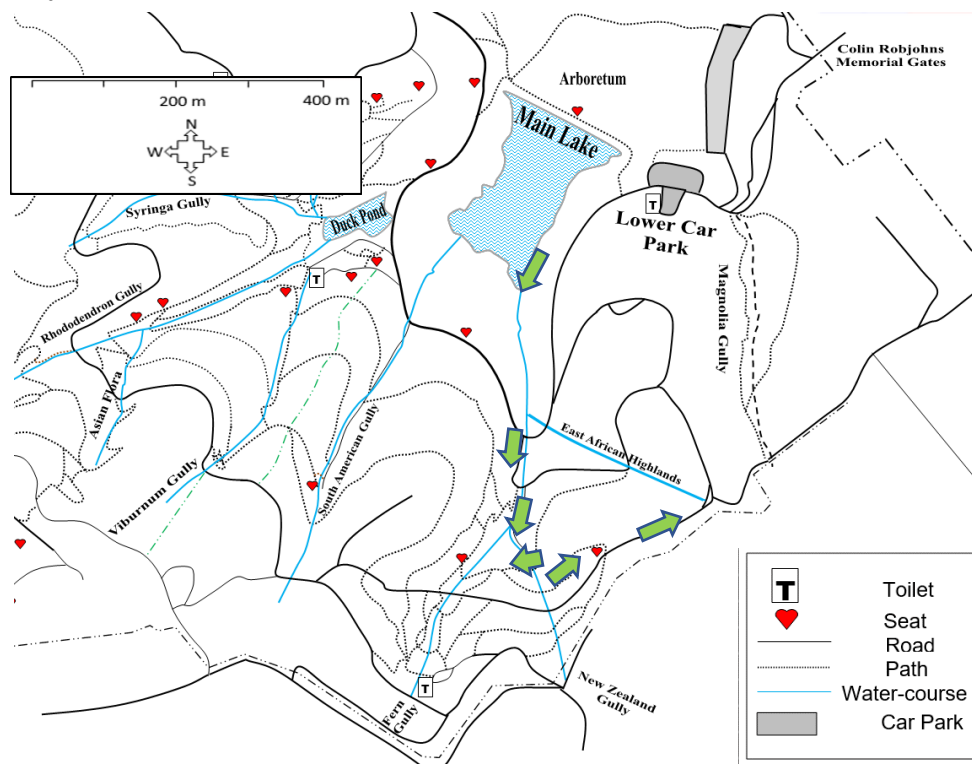 Colin Robjohns
Memorial Gates
Arboretum
200 m
400 m
N
W
E
S
Main Lake
Syringa Gully
Duck Pond
T
Lower Car
Park
Magnolia Gully
Rhododendron Gully
T
Asian Flora
South American Gully
East African Highlands
Viburnum Gully
T
Fern
Gully
New Zealand
Gully
T
Toilet
Seat
Road
Path
Water-course
Car Park